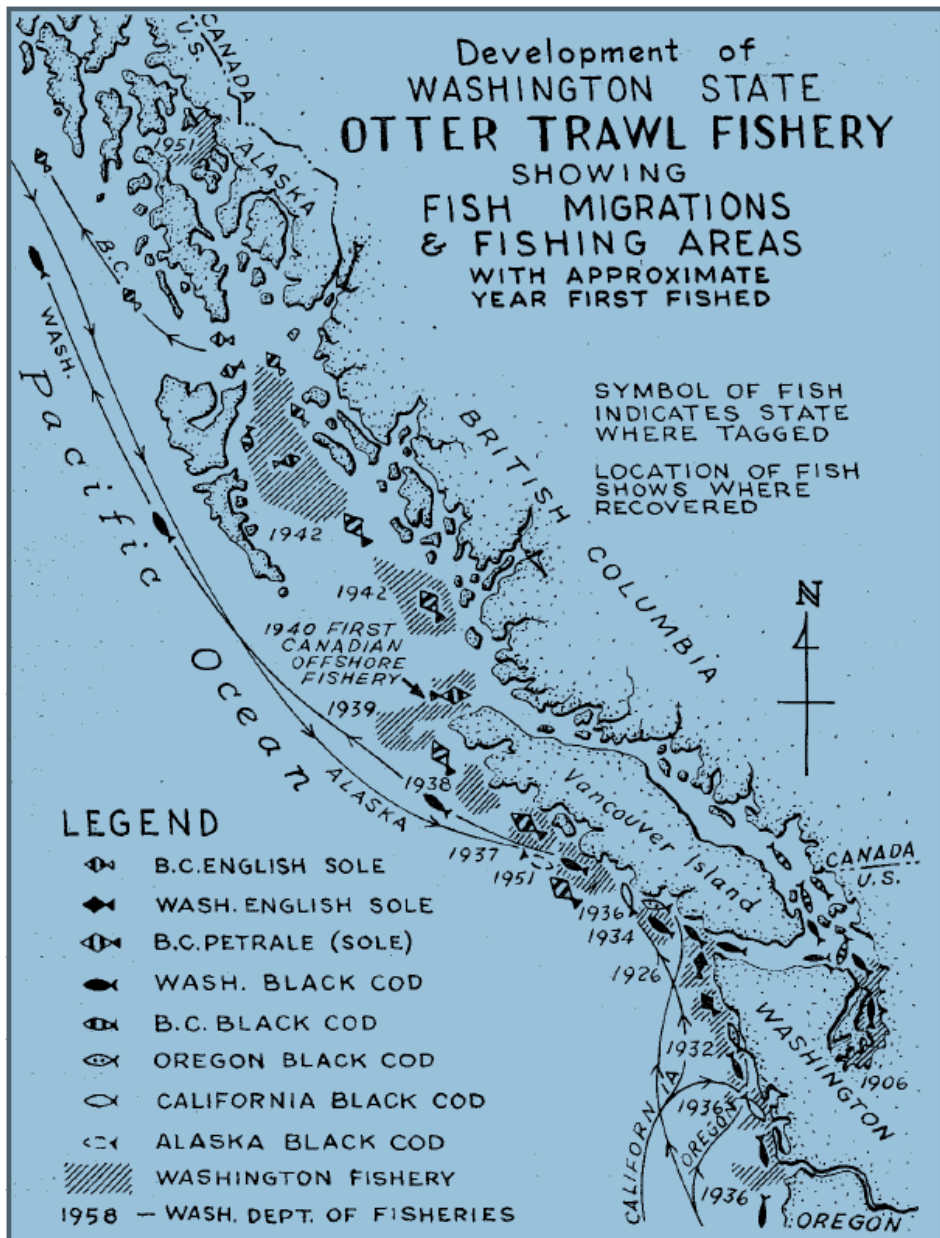 Development of
WASHINGTON STATE
OTTER TRAWL FISHERY
SHOWING
FISH MIGRATIONS
& FISHING AREAS
WITH APPROXIMATE
YEAR FIRST FISHED
CANADA
U.S.
1951
ALASKA
B.C.
WASH.
Pacific
Ocean
SYMBOL OF FISH
INDICATES STATE
WHERE TAGGED
LOCATION OF FISH
SHOWS WHERE
RECOVERED
BRITISH
COLUMBIA
1942
1942
N
1940 FIRST
CANADIAN
OFFSHORE
FISHERY
1939
1938
ALASKA
Vancouver Island
1937
1951
CANADA
U.S.
1936
1934
1926
1932
WASHINGTON
1906
1936
CALIFORNIA
OREGON
1936
OREGON
LEGEND
B.C. ENGLISH SOLE
WASH. ENGLISH SOLE
B.C. PETRALE (SOLE)
WASH. BLACK COD
B.C. BLACK COD
OREGON BLACK COD
CALIFORNIA BLACK COD
ALASKA BLACK COD
WASHINGTON FISHERY
1958 – WASH. DEPT. OF FISHERIES